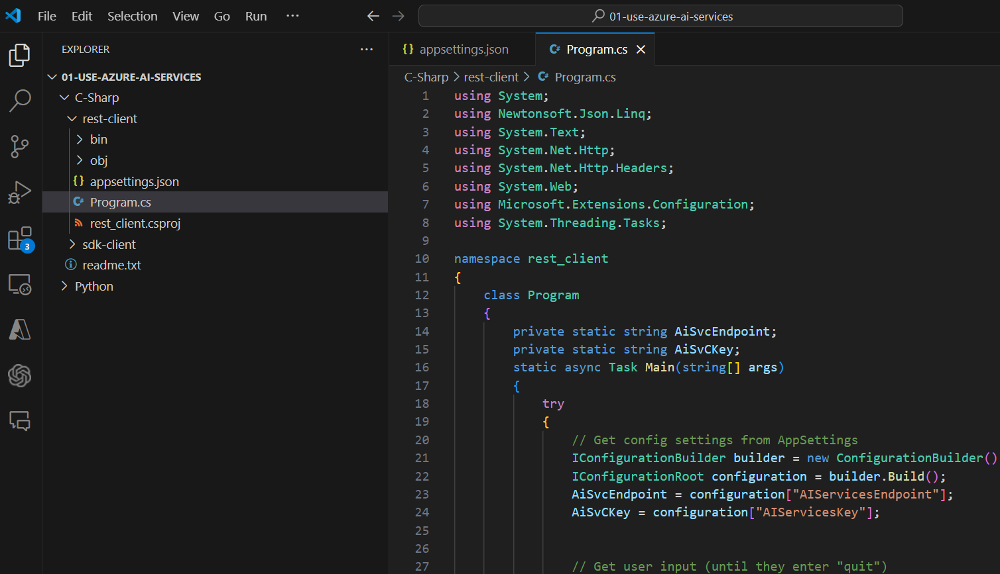 File Edit Selection View Go Run ···
01-use-azure-ai-services
EXPLORER ···
01-USE-AZURE-AI-SERVICES
C-Sharp
rest-client
bin
obj
{} appsettings.json
C# Program.cs
rest_client.csproj
sdk-client
readme.txt
Python
3
{} appsettings.json
C# Program.cs
C-Sharp > rest-client > C# Program.cs
1 using System;
2 using Newtonsoft.Json.Linq;
3 using System.Text;
4 using System.Net.Http;
5 using System.Net.Http.Headers;
6 using System.Web;
7 using Microsoft.Extensions.Configuration;
8 using System.Threading.Tasks;
9
10 namespace rest_client
11 {
12 class Program
13 {
14 private static string AiSvcEndpoint;
15 private static string AiSvCKey;
16 static async Task Main(string[] args)
17 {
18 try
19 {
20 // Get config settings from AppSettings
21 IConfigurationBuilder builder = new ConfigurationBuilder()
22 IConfigurationRoot configuration = builder.Build();
23 AiSvcEndpoint = configuration["AIServicesEndpoint"];
24 AiSvCKey = configuration["AIServicesKey"];
25
26
27 // Get user input (until they enter "quit")